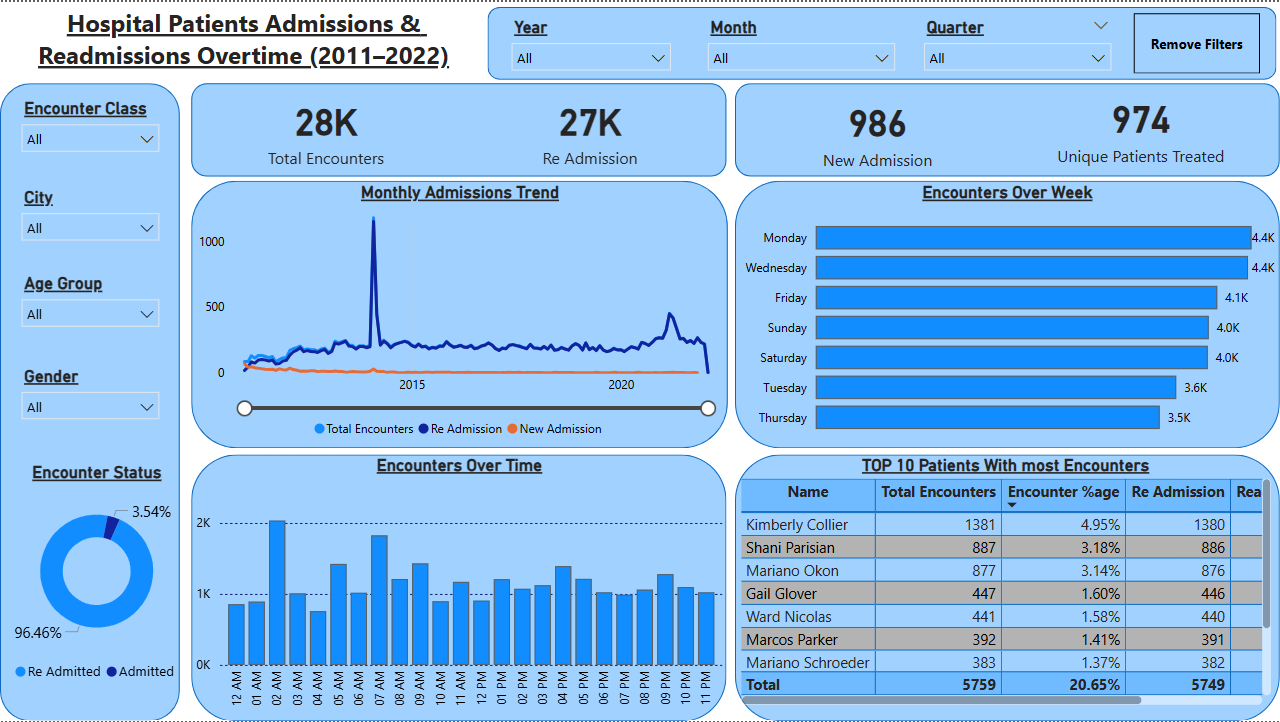 Hospital Patients Admissions &
Readmissions Overtime (2011–2022)
Year
All
Month
All
Quarter
All
Remove Filters
Encounter Class
All
City
All
Age Group
All
Gender
All
Encounter Status
3.54%
96.46%
Re Admitted Admitted
28K
Total Encounters
27K
Re Admission
986
New Admission
974
Unique Patients Treated
Monthly Admissions Trend
1000
500
0
2015 2020
Total Encounters Re Admission New Admission
Encounters Over Week
Monday 4.4K
Wednesday 4.4K
Friday 4.1K
Sunday 4.0K
Saturday 4.0K
Tuesday 3.6K
Thursday 3.5K
Encounters Over Time
2K
1K
0K
12 AM 01 AM 02 AM 03 AM 04 AM 05 AM 06 AM 07 AM 08 AM 09 AM 10 AM 11 AM 12 PM 01 PM 02 PM 03 PM 04 PM 05 PM 06 PM 07 PM 08 PM 09 PM 10 PM 11 PM
TOP 10 Patients With most Encounters
Name Total Encounters Encounter %age Re Admission Rea
Kimberly Collier 1381 4.95% 1380
Shani Parisian 887 3.18% 886
Mariano Okon 877 3.14% 876
Gail Glover 447 1.60% 446
Ward Nicolas 441 1.58% 440
Marcos Parker 392 1.41% 391
Mariano Schroeder 383 1.37% 382
Total 5759 20.65% 5749